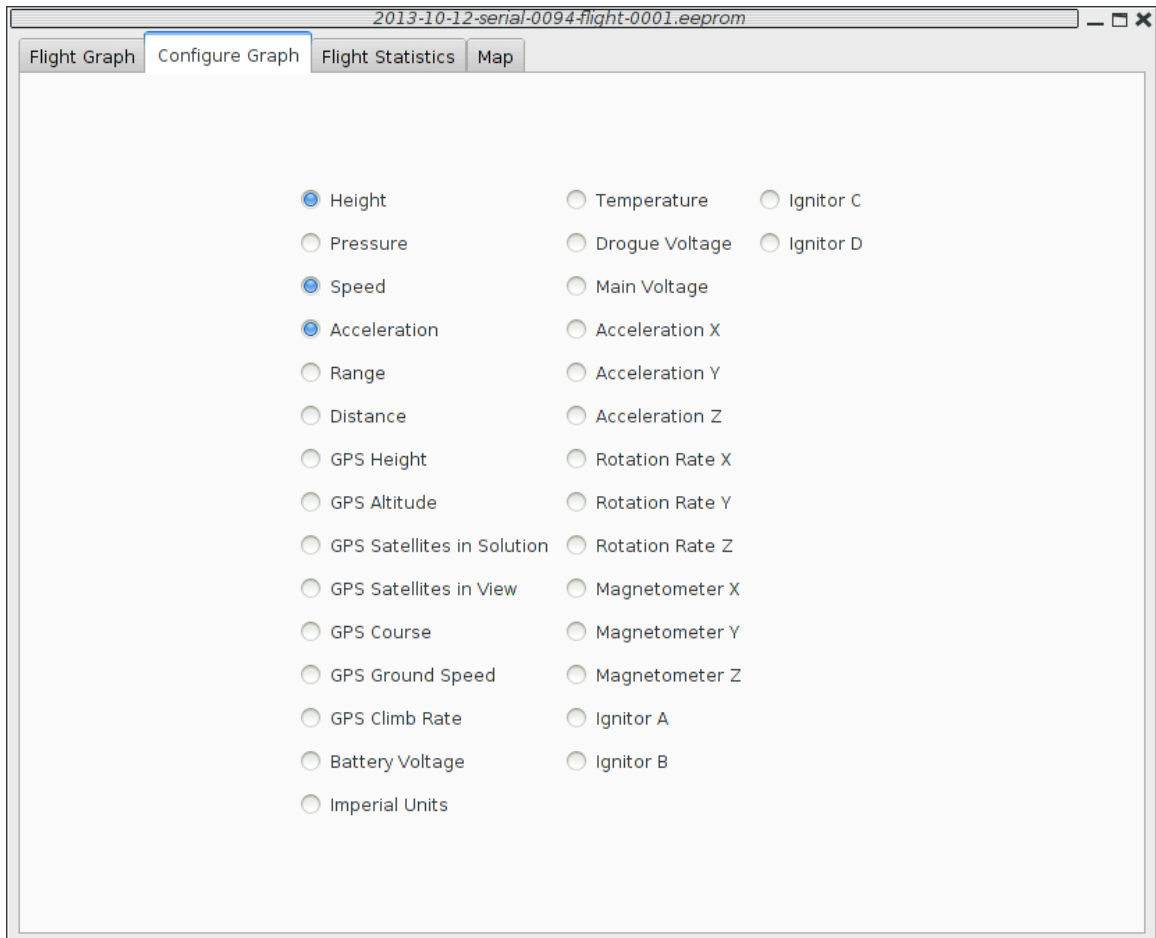 2013-10-12-serial-0094-flight-0001.eeprom
Flight Graph Configure Graph Flight Statistics Map
Height Temperature Ignitor C
Pressure Drogue Voltage Ignitor D
Speed Main Voltage
Acceleration Acceleration X
Range Acceleration Y
Distance Acceleration Z
GPS Height Rotation Rate X
GPS Altitude Rotation Rate Y
GPS Satellites in Solution Rotation Rate Z
GPS Satellites in View Magnetometer X
GPS Course Magnetometer Y
GPS Ground Speed Magnetometer Z
GPS Climb Rate Ignitor A
Battery Voltage Ignitor B
Imperial Units